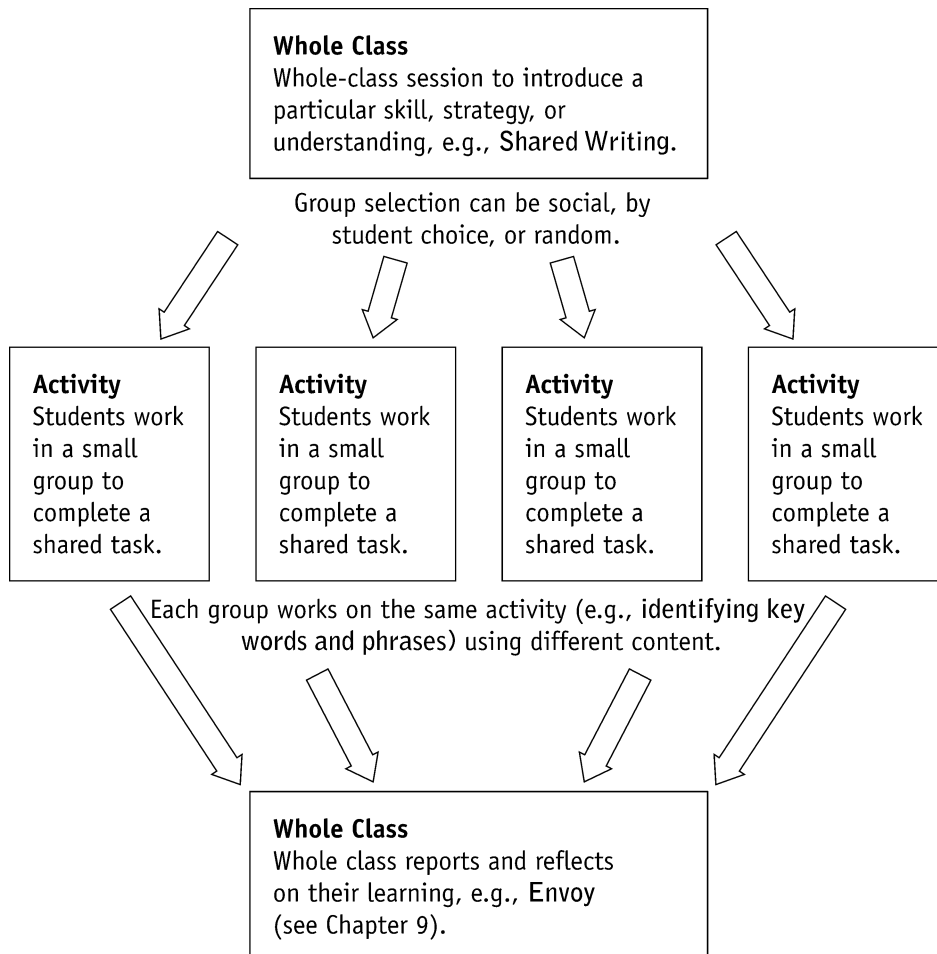 Whole Class
Whole-class session to introduce a
particular skill, strategy, or
understanding, e.g., Shared Writing.
Group selection can be social, by
student choice, or random.
Activity
Students work
in a small
group to
complete a
shared task.
Activity
Students work
in a small
group to
complete a
shared task.
Activity
Students work
in a small
group to
complete a
shared task.
Activity
Students work
in a small
group to
complete a
shared task.
Each group works on the same activity (e.g., identifying key
words and phrases) using different content.
Whole Class
Whole class reports and reflects
on their learning, e.g., Envoy
(see Chapter 9).